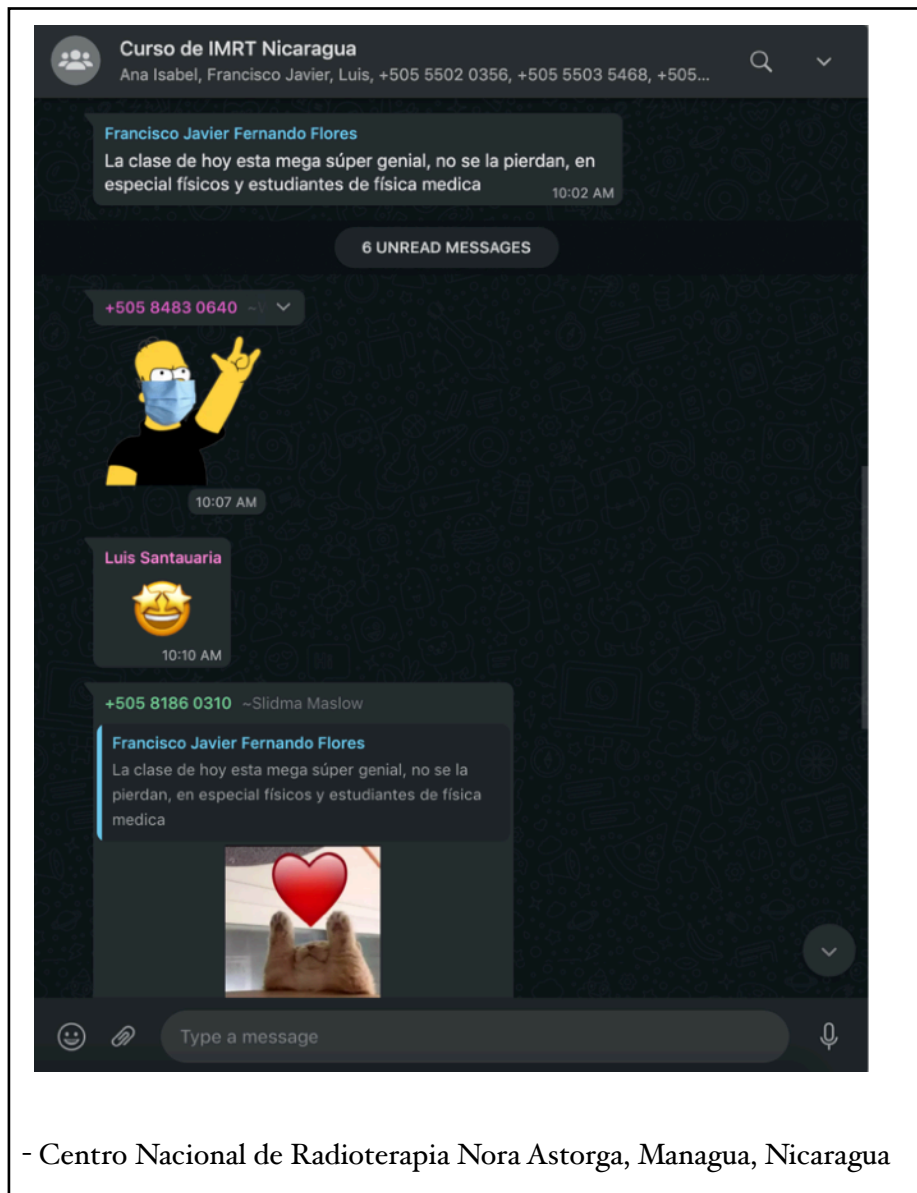 Curso de IMRT Nicaragua
Ana Isabel, Francisco Javier, Luis, +505 5502 0356, +505 5503 5468, +505...
Francisco Javier Fernando Flores
La clase de hoy esta mega súper genial, no se la pierdan, en
especial físicos y estudiantes de física medica
10:02 AM
6 UNREAD MESSAGES
+505 8483 0640
10:07 AM
Luis Santauaria
10:10 AM
+505 8186 0310 ~Slidma Maslow
Francisco Javier Fernando Flores
La clase de hoy esta mega súper genial, no se la
pierdan, en especial físicos y estudiantes de física
medica
Type a message
- Centro Nacional de Radioterapia Nora Astorga, Managua, Nicaragua